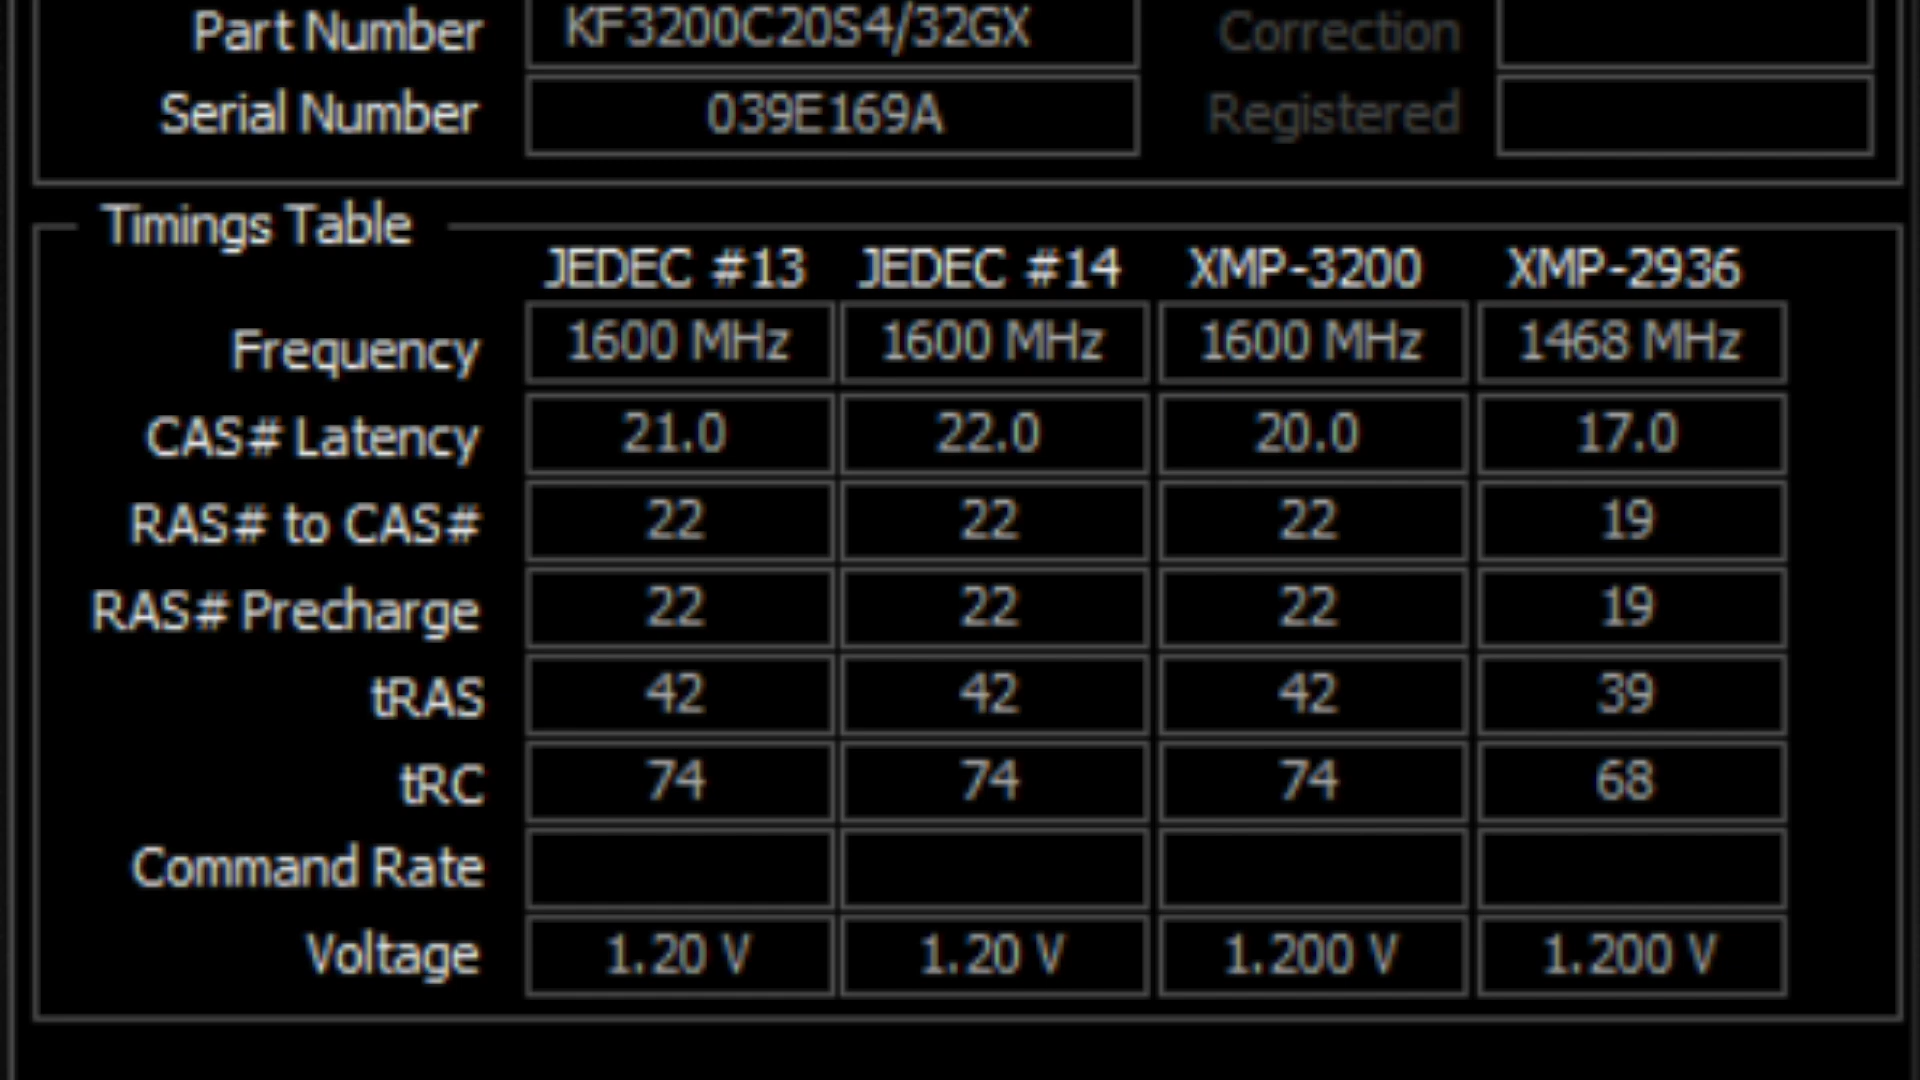 Part Number KF3200C20S4/32GX Correction
Serial Number 039E169A Registered
Timings Table
JEDEC #13 JEDEC #14 XMP-3200 XMP-2936
Frequency 1600 MHz 1600 MHz 1600 MHz 1468 MHz
CAS# Latency 21.0 22.0 20.0 17.0
RAS# to CAS# 22 22 22 19
RAS# Precharge 22 22 22 19
tRAS 42 42 42 39
tRC 74 74 74 68
Command Rate
Voltage 1.20 V 1.20 V 1.200 V 1.200 V